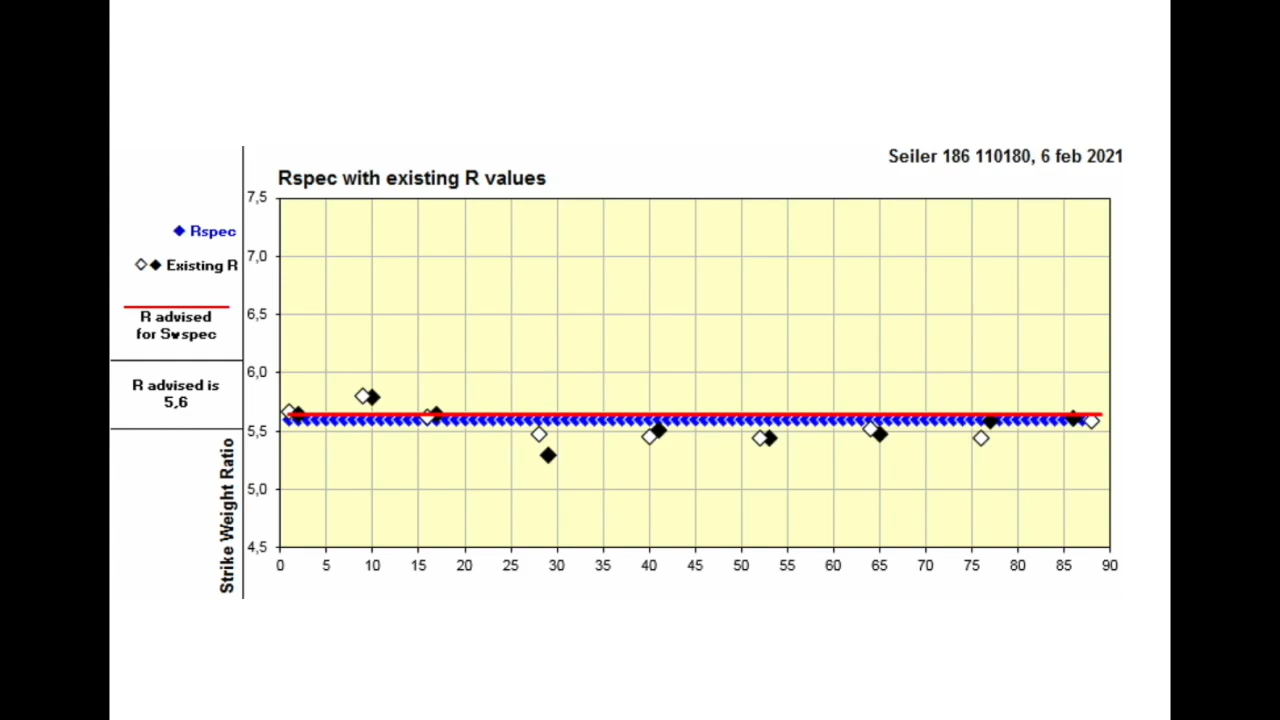 Seiler 186 110180, 6 feb 2021
Rspec with existing R values
Rspec
Existing R
R advised
for Swspec
R advised is
5,6
Strike Weight Ratio
7,5
7,0
6,5
6,0
5,5
5,0
4,5
0 5 10 15 20 25 30 35 40 45 50 55 60 65 70 75 80 85 90